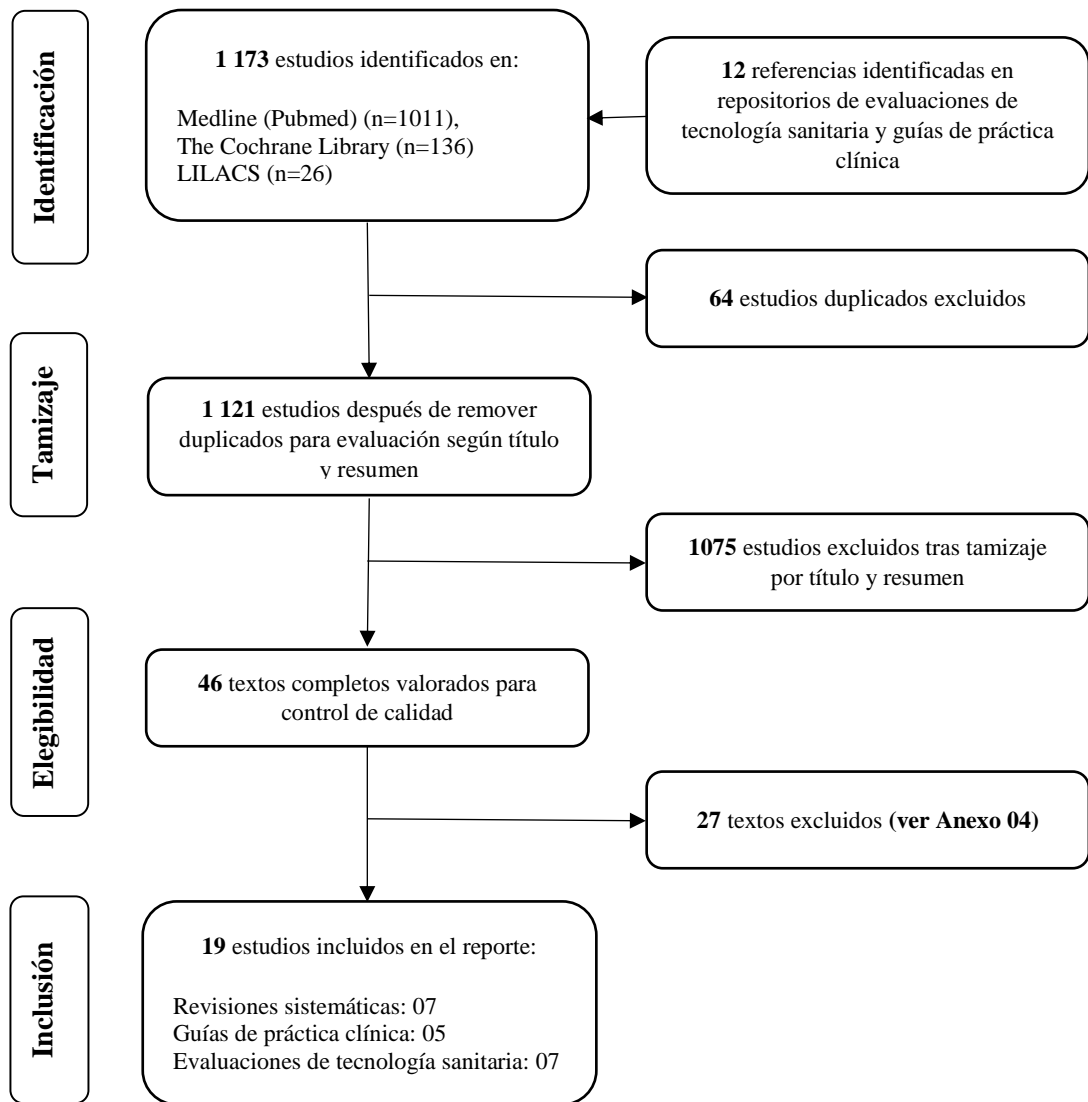 Identificación
1 173 estudios identificados en:
Medline (Pubmed) (n=1011),
The Cochrane Library (n=136)
LILACS (n=26)
12 referencias identificadas en
repositorios de evaluaciones de
tecnología sanitaria y guías de práctica
clínica
64 estudios duplicados excluidos
Tamizaje
1 121 estudios después de remover
duplicados para evaluación según título
y resumen
1075 estudios excluidos tras tamizaje
por título y resumen
Elegibilidad
46 textos completos valorados para
control de calidad
27 textos excluidos (ver Anexo 04)
Inclusión
19 estudios incluidos en el reporte:
Revisiones sistemáticas: 07
Guías de práctica clínica: 05
Evaluaciones de tecnología sanitaria: 07